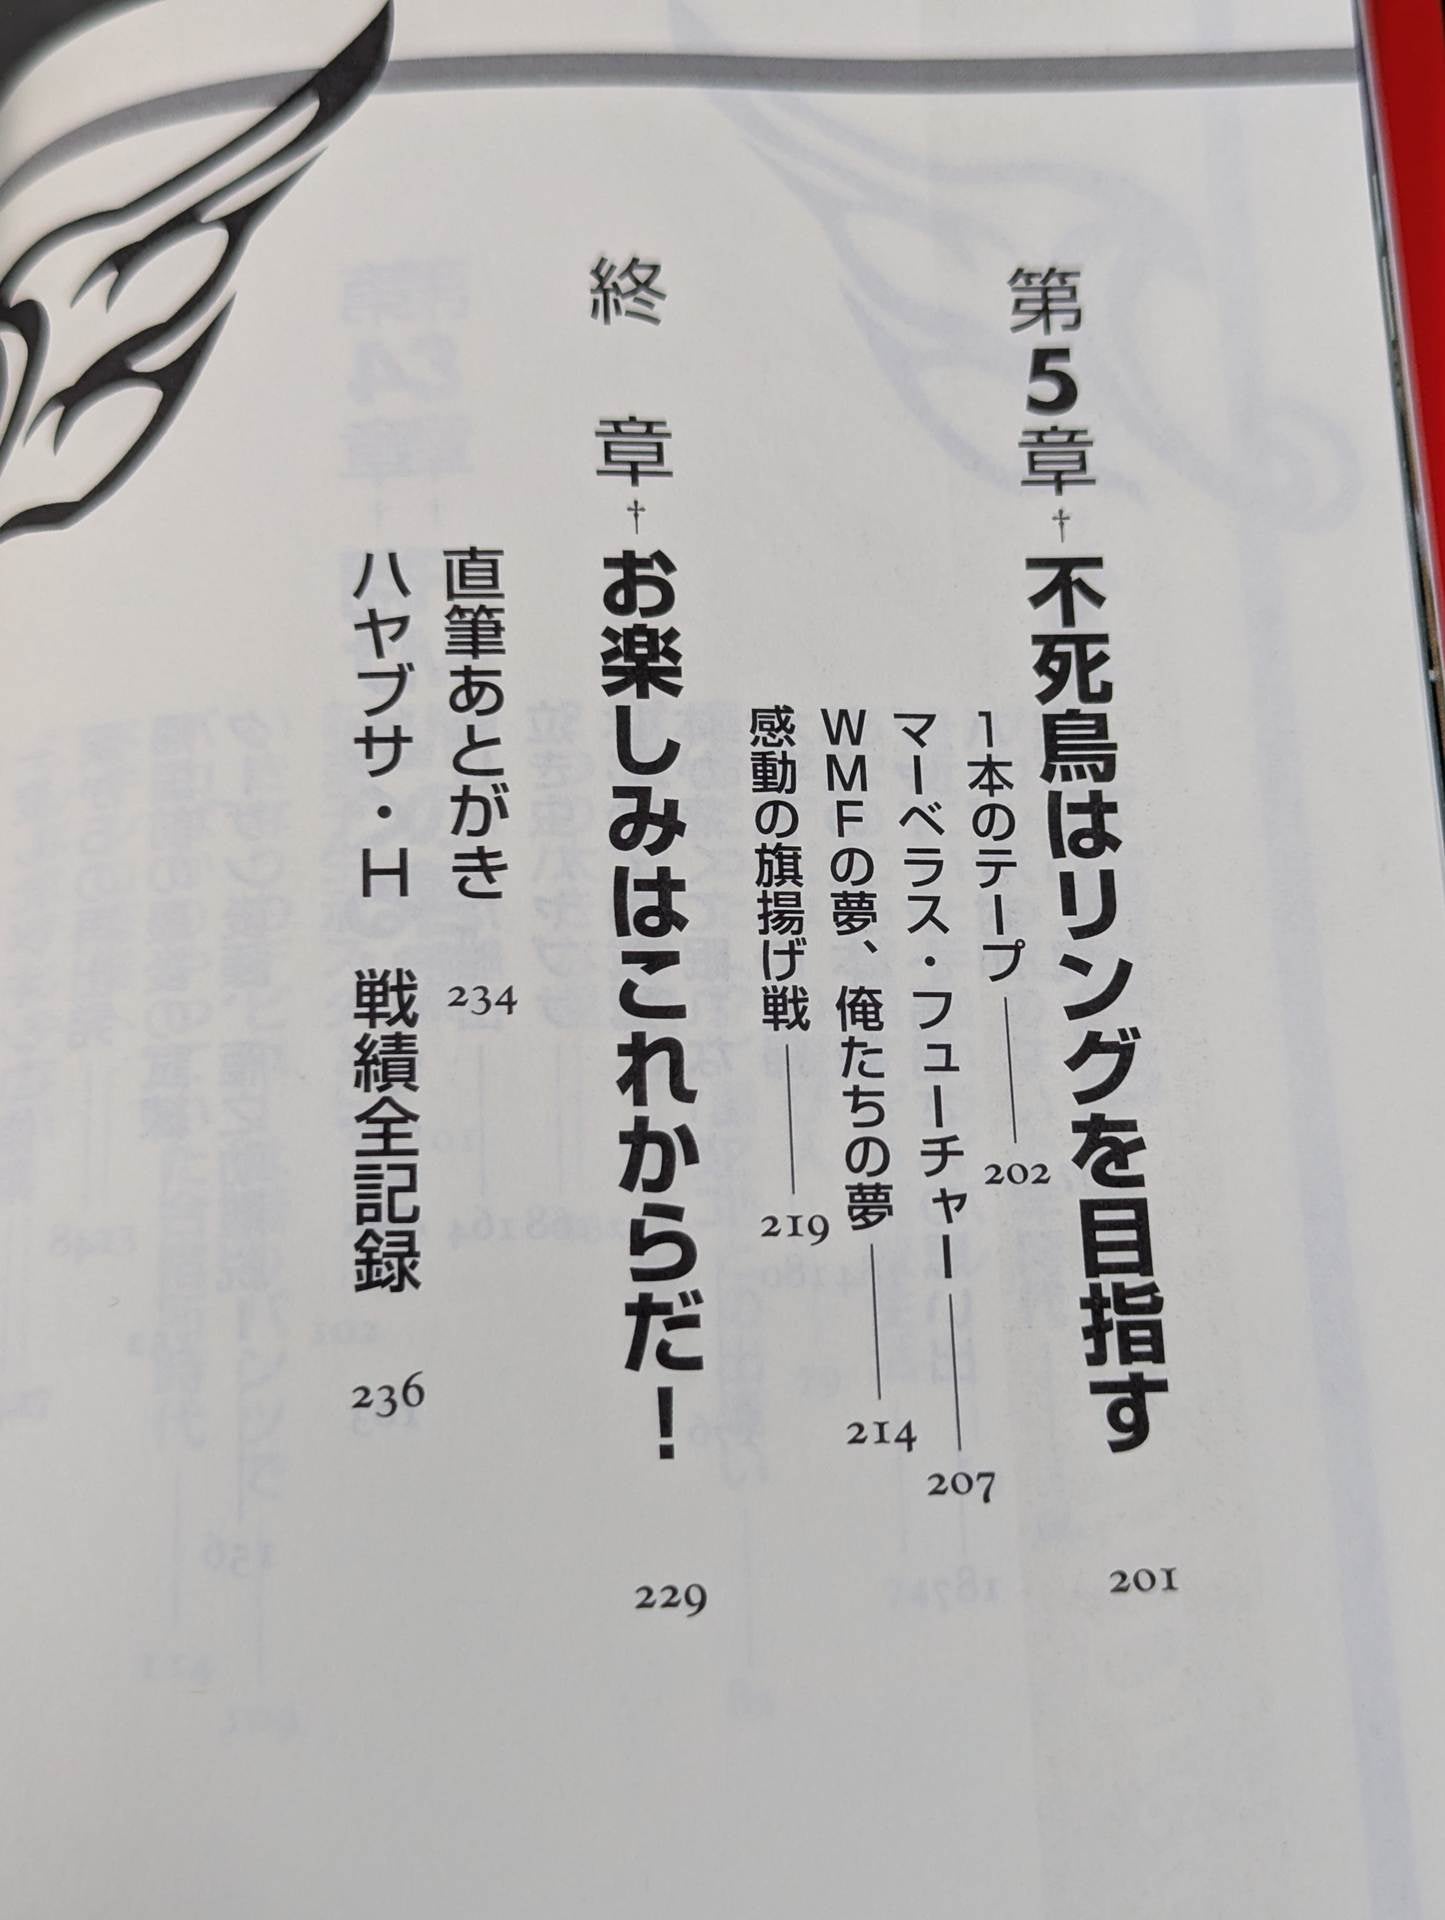 第5章†不死鳥はリングを目指す 201
1本のテープ 202
マーベラス・フューチャー 207
WMFの夢、俺たちの夢 214
感動の旗揚げ戦 219
終 章†お楽しみはこれからだ! 229
直筆あとがき 234
ハヤブサ・H 戦績全記録 236